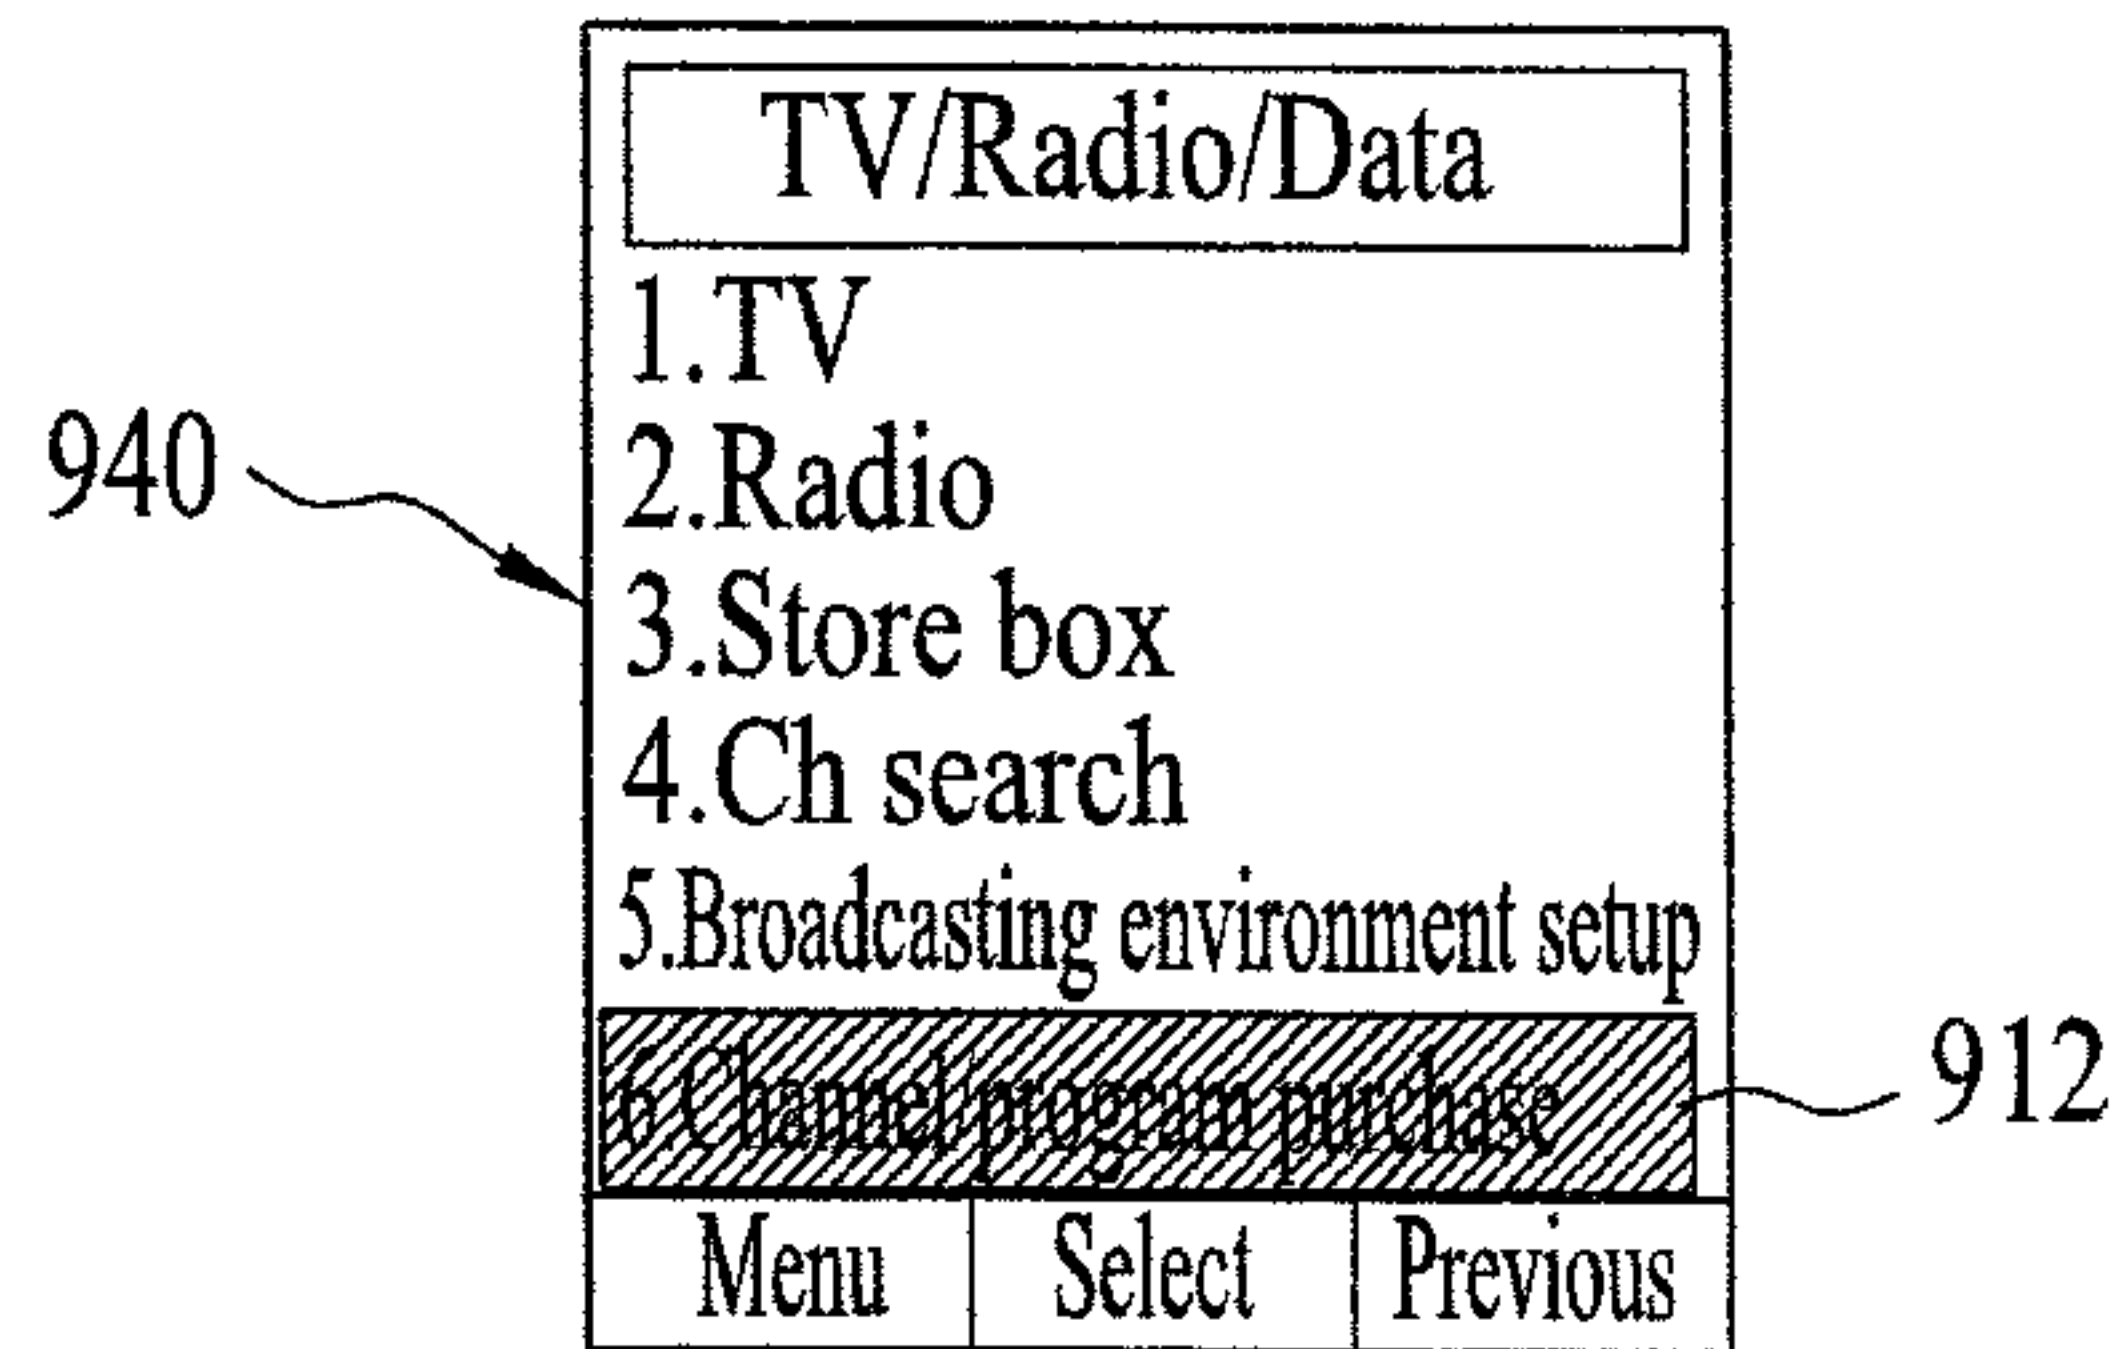 TV/Radio/Data
1.TV
2.Radio
940
3.Store box
4.Ch search
5.Broadcasting environment setup
6 Channel/program purchase
912
Menu Select Previous